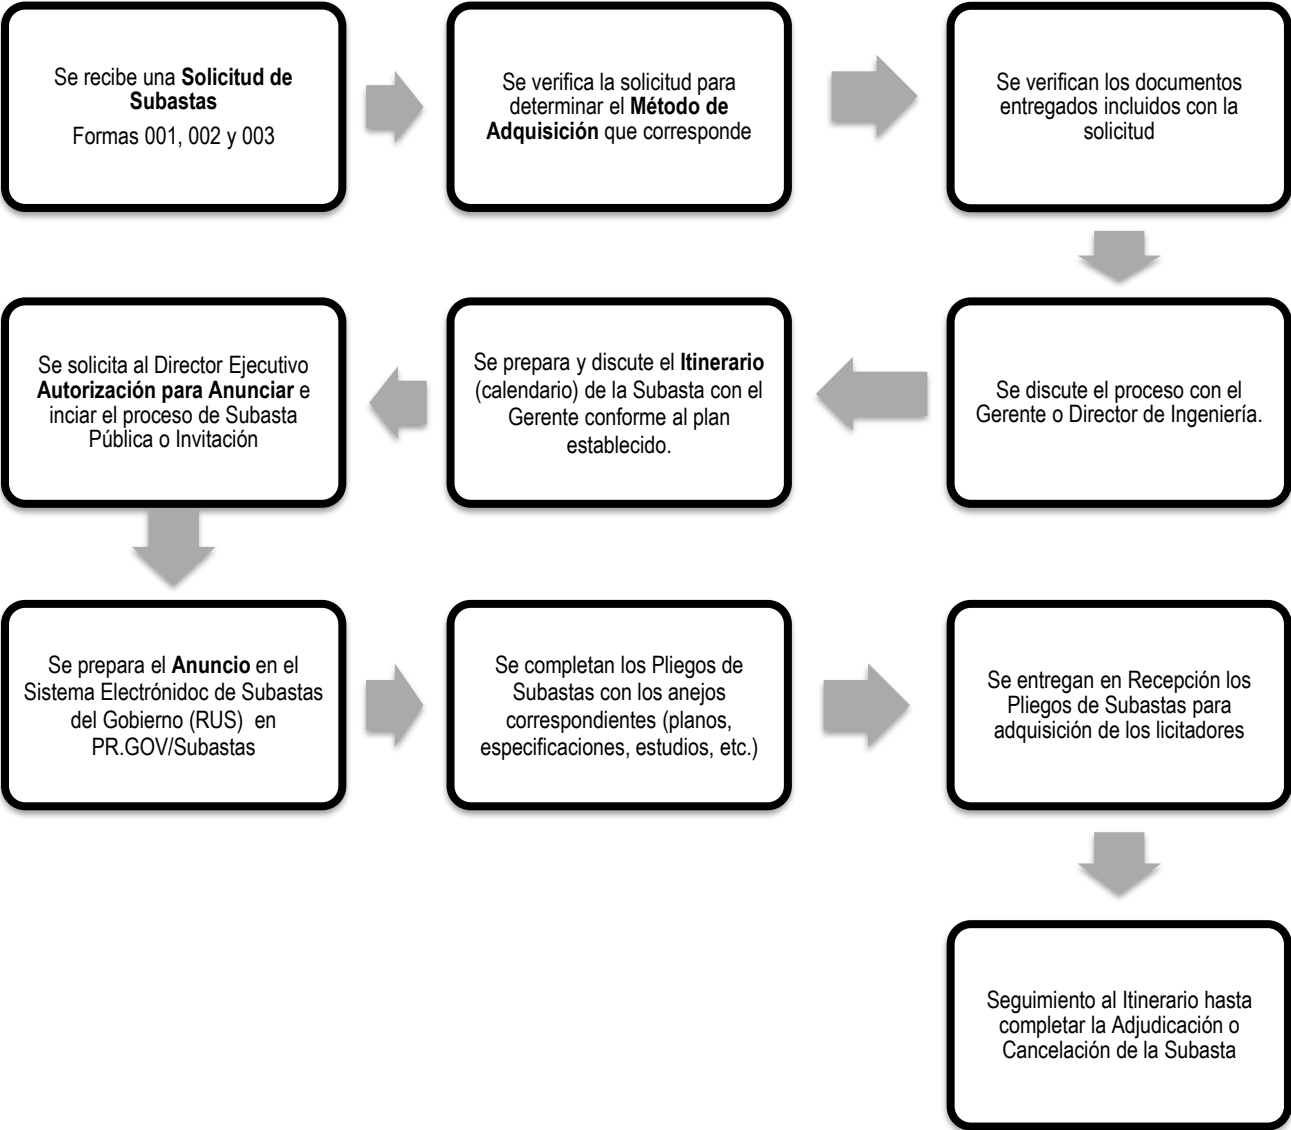 Se recibe una Solicitud de
Subastas
Formas 001, 002 y 003
Se verifica la solicitud para
determinar el Método de
Adquisición que corresponde
Se verifican los documentos
entregados incluidos con la
solicitud
Se discute el proceso con el
Gerente o Director de Ingeniería.
Se prepara y discute el Itinerario
(calendario) de la Subasta con el
Gerente conforme al plan
establecido.
Se solicita al Director Ejecutivo
Autorización para Anunciar e
inciar el proceso de Subasta
Pública o Invitación
Se prepara el Anuncio en el
Sistema Electrónidoc de Subastas
del Gobierno (RUS) en
PR.GOV/Subastas
Se completan los Pliegos de
Subastas con los anejos
correspondientes (planos,
especificaciones, estudios, etc.)
Se entregan en Recepción los
Pliegos de Subastas para
adquisición de los licitadores
Seguimiento al Itinerario hasta
completar la Adjudicación o
Cancelación de la Subasta